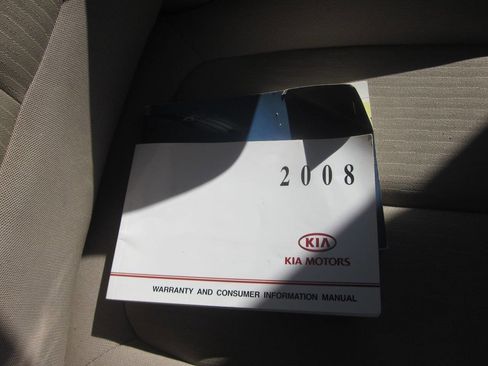 2008
KIA
KIA MOTORS
WARRANTY AND CONSUMER INFORMATION MANUAL